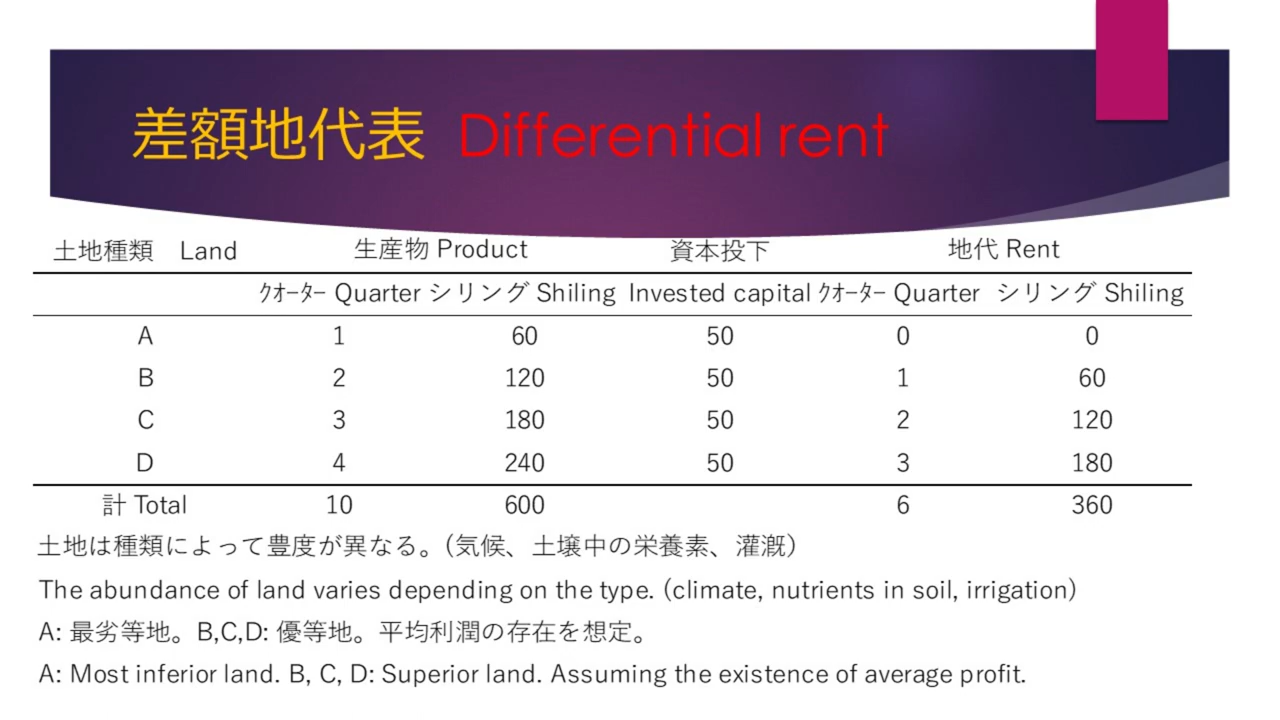 差額地代表 Differential rent
土地種類 Land 生産物 Product 資本投下 地代 Rent
ｸｵｰﾀｰ Quarter シリング Shiling Invested capital ｸｵｰﾀｰ Quarter シリング Shiling
A 1 60 50 0 0
B 2 120 50 1 60
C 3 180 50 2 120
D 4 240 50 3 180
計 Total 10 600 6 360
土地は種類によって豊度が異なる。（気候、土壌中の栄養素、灌漑）
The abundance of land varies depending on the type. (climate, nutrients in soil, irrigation)
A: 最劣等地。B,C,D: 優等地。平均利潤の存在を想定。
A: Most inferior land. B, C, D: Superior land. Assuming the existence of average profit.